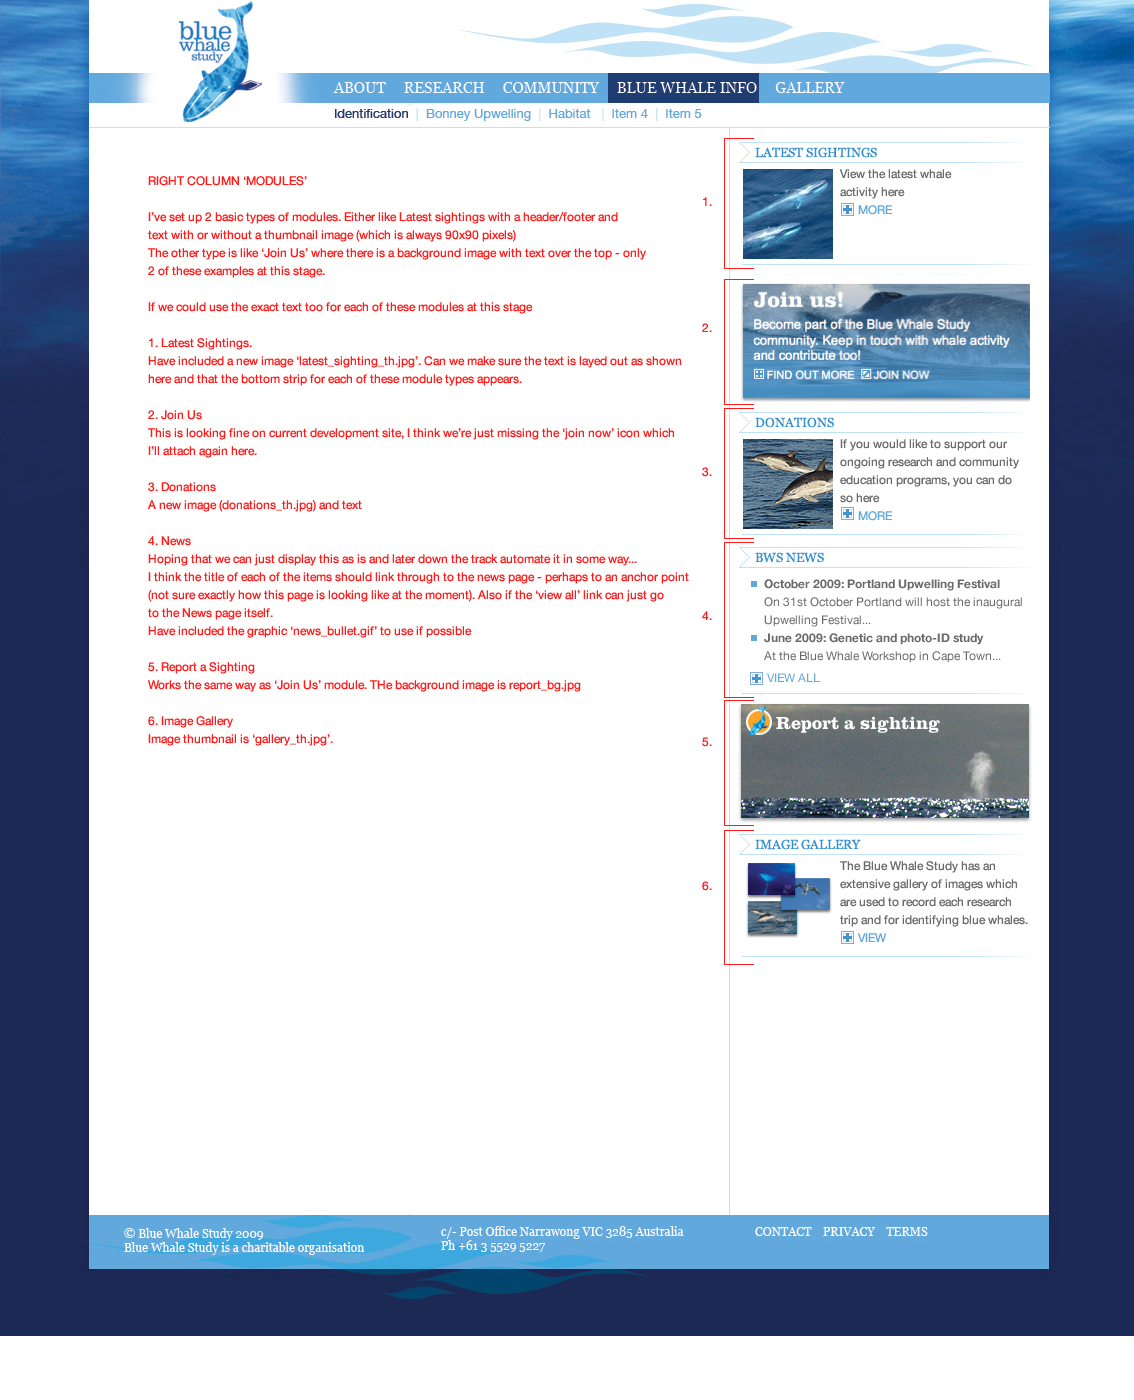 blue
whale
study
ABOUT RESEARCH COMMUNITY BLUE WHALE INFO GALLERY
Identification | Bonney Upwelling | Habitat | Item 4 | Item 5
RIGHT COLUMN ‘MODULES’
I’ve set up 2 basic types of modules. Either like Latest sightings with a header/footer and
text with or without a thumbnail image (which is always 90x90 pixels)
The other type is like ‘Join Us’ where there is a background image with text over the top - only
2 of these examples at this stage.
If we could use the exact text too for each of these modules at this stage
1. Latest Sightings.
Have included a new image ‘latest_sighting_th.jpg’. Can we make sure the text is layed out as shown
here and that the bottom strip for each of these module types appears.
2. Join Us
This is looking fine on current development site, I think we’re just missing the ‘join now’ icon which
I’ll attach again here.
3. Donations
A new image (donations_th.jpg) and text
4. News
Hoping that we can just display this as is and later down the track automate it in some way...
I think the title of each of the items should link through to the news page - perhaps to an anchor point
(not sure exactly how this page is looking like at the moment). Also if the ‘view all’ link can just go
to the News page itself.
Have included the graphic ‘news_bullet.gif’ to use if possible
5. Report a Sighting
Works the same way as ‘Join Us’ module. THe background image is report_bg.jpg
6. Image Gallery
Image thumbnail is ‘gallery_th.jpg’.
1.
LATEST SIGHTINGS
View the latest whale
activity here
MORE
2.
Join us!
Become part of the Blue Whale Study
community. Keep in touch with whale activity
and contribute too!
FIND OUT MORE JOIN NOW
3.
DONATIONS
If you would like to support our
ongoing research and community
education programs, you can do
so here
MORE
4.
BWS NEWS
October 2009: Portland Upwelling Festival
On 31st October Portland will host the inaugural
Upwelling Festival...
June 2009: Genetic and photo-ID study
At the Blue Whale Workshop in Cape Town...
VIEW ALL
5.
Report a sighting
6.
IMAGE GALLERY
The Blue Whale Study has an
extensive gallery of images which
are used to record each research
trip and for identifying blue whales.
VIEW
© Blue Whale Study 2009
Blue Whale Study is a charitable organisation
c/- Post Office Narrawong VIC 3285 Australia
Ph +61 3 5529 5227
CONTACT PRIVACY TERMS